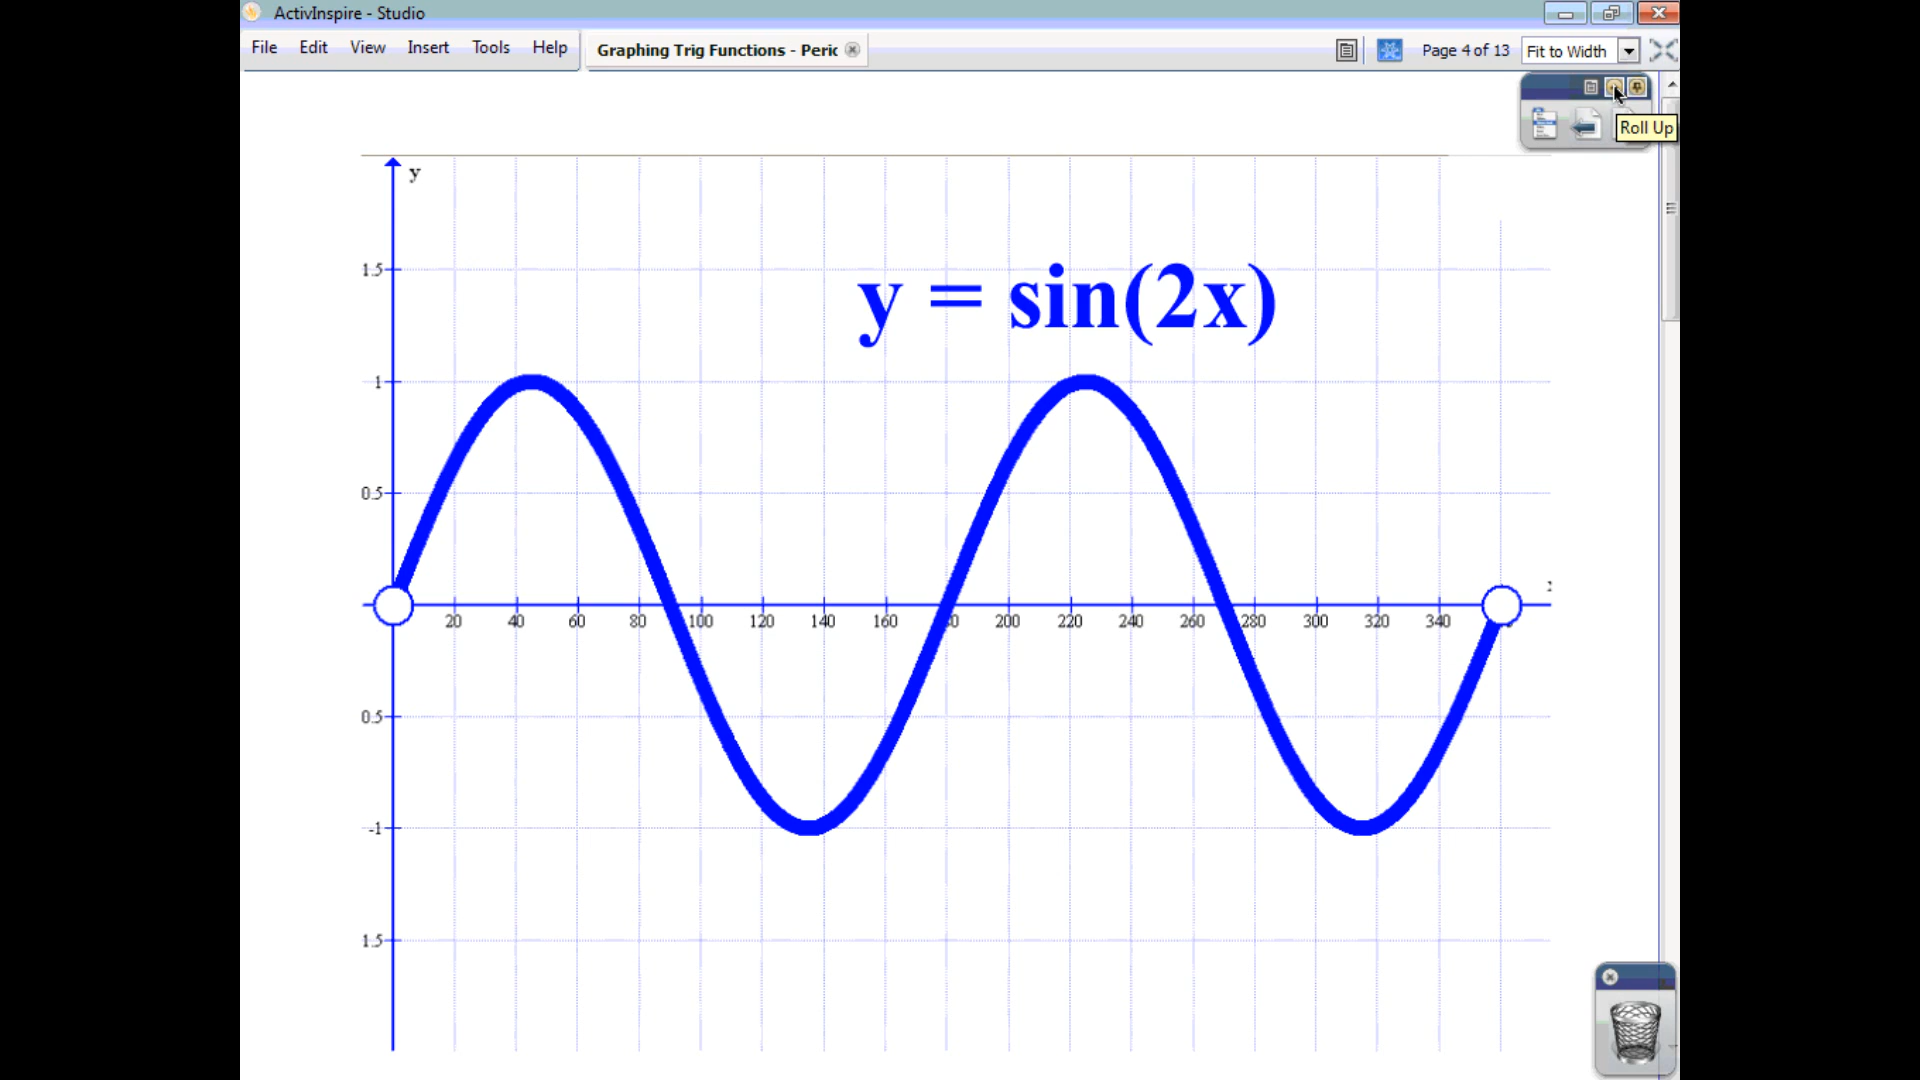 ActivInspire - Studio
File Edit View Insert Tools Help
Graphing Trig Functions - Peric
Page 4 of 13
Fit to Width
Roll Up
y
1.5
y = sin(2x)
1
0.5
20 40 60 80 100 120 140 160 80 200 220 240 260 280 300 320 340
0.5
-1
1.5